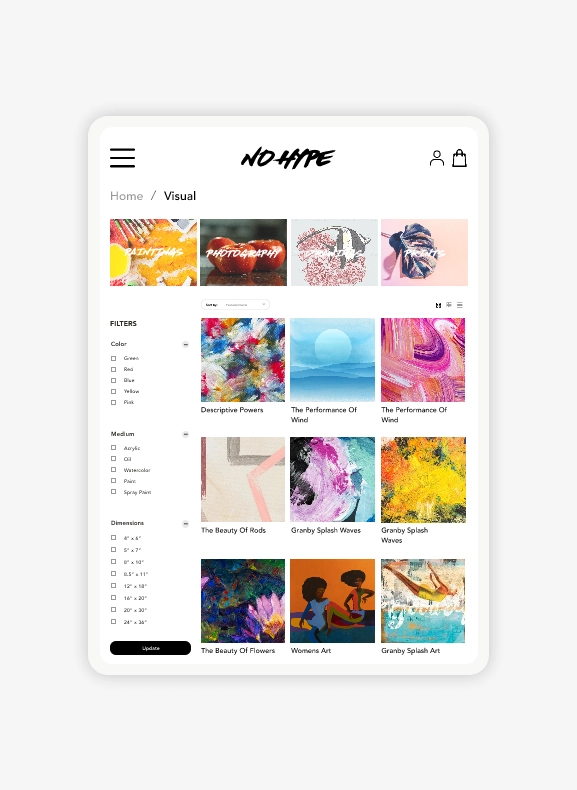 NO HYPE
Home / Visual
PAINTINGS
PHOTOGRAPHY
Sort by:
FILTERS
Color
Green
Red
Blue
Yellow
Pink
Medium
Acrylic
Oil
Watercolor
Paint
Spray Paint
Dimensions
4" x 6"
5" x 7"
8" x 10"
8.5" x 11"
12" x 18"
16" x 20"
20" x 30"
24" x 36"
Update
Descriptive Powers
The Performance Of
Wind
The Performance Of
Wind
The Beauty Of Rods
Granby Splash Waves
Granby Splash
Waves
The Beauty Of Flowers
Womens Art
Granby Splash Art